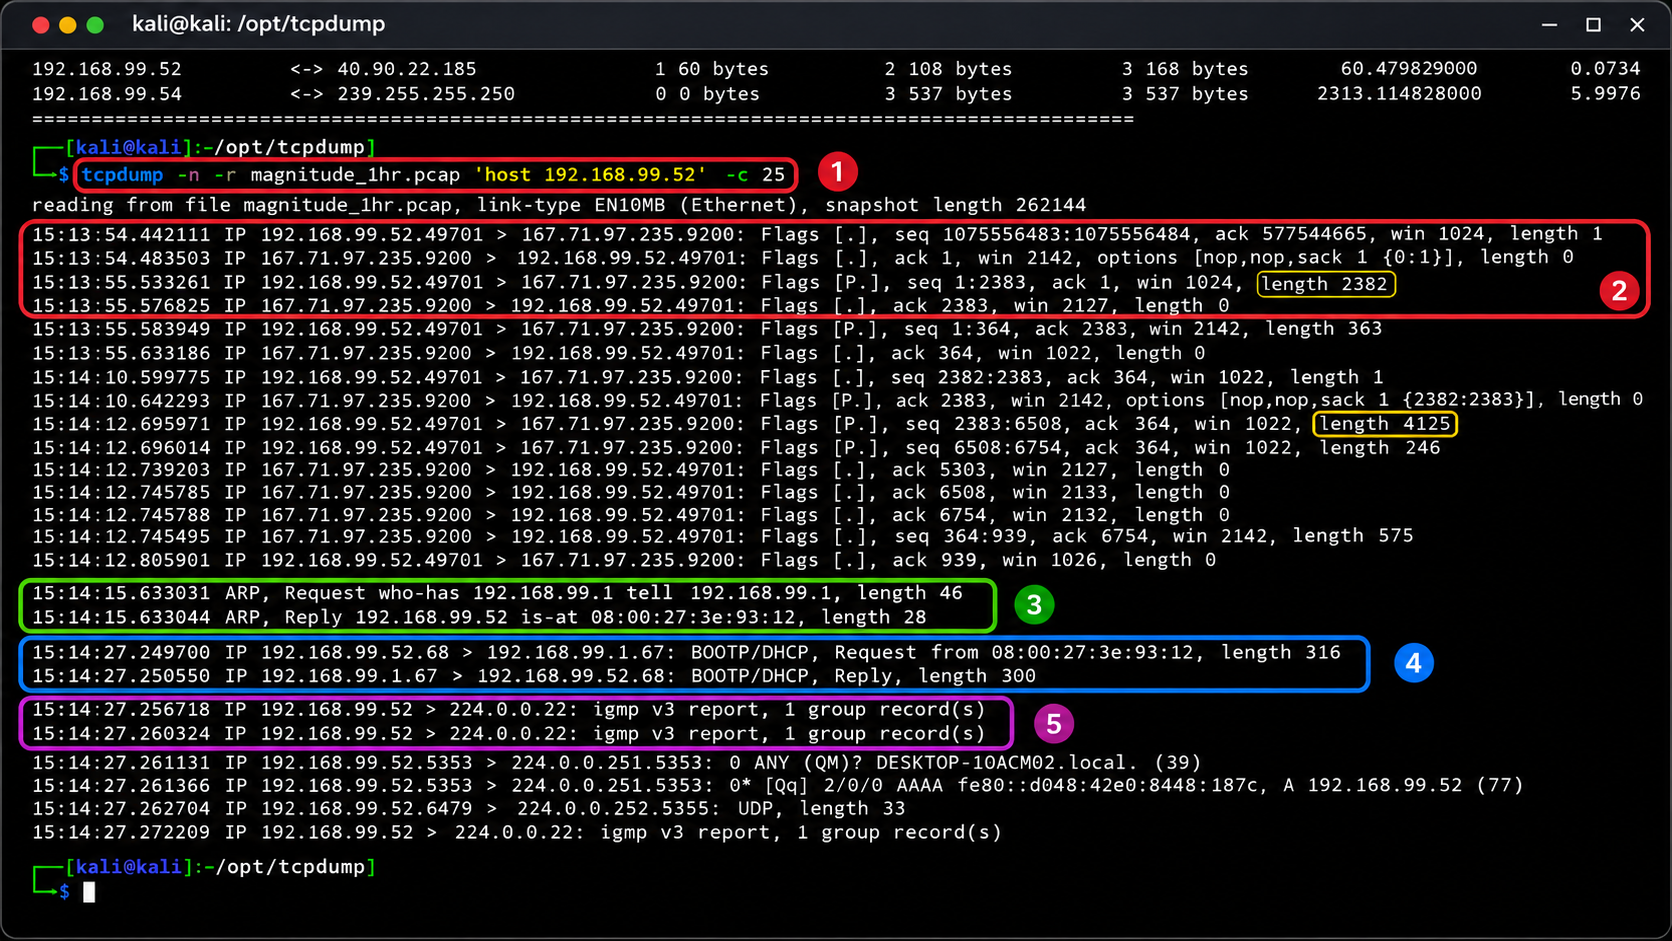 kali@kali: /opt/tcpdump
192.168.99.52 <-> 40.90.22.185 1 60 bytes 2 108 bytes 3 168 bytes 60.479829000 0.0734
192.168.99.54 <-> 239.255.255.250 0 0 bytes 3 537 bytes 3 537 bytes 2313.114828000 5.9976
=============================================================================================
[kali@kali]:~/opt/tcpdump]
$ tcpdump -n -r magnitude_1hr.pcap 'host 192.168.99.52' -c 25 1
reading from file magnitude_1hr.pcap, link-type EN10MB (Ethernet), snapshot length 262144
15:13:54.442111 IP 192.168.99.52.49701 > 167.71.97.235.9200: Flags [.], seq 1075556483:1075556484, ack 577544665, win 1024, length 1
15:13:54.483503 IP 167.71.97.235.9200 > 192.168.99.52.49701: Flags [.], ack 1, win 2142, options [nop,nop,sack 1 {0:1}], length 0
15:13:55.533261 IP 192.168.99.52.49701 > 167.71.97.235.9200: Flags [P.], seq 1:2383, ack 1, win 1024, length 2382
2
15:13:55.576825 IP 167.71.97.235.9200 > 192.168.99.52.49701: Flags [.], ack 2383, win 2127, length 0
15:13:55.583949 IP 192.168.99.52.49701 > 167.71.97.235.9200: Flags [P.], seq 1:364, ack 2383, win 2142, length 363
15:13:55.633186 IP 167.71.97.235.9200 > 192.168.99.52.49701: Flags [.], ack 364, win 1022, length 0
15:14:10.599775 IP 192.168.99.52.49701 > 167.71.97.235.9200: Flags [.], seq 2382:2383, ack 364, win 1022, length 1
15:14:10.642293 IP 167.71.97.235.9200 > 192.168.99.52.49701: Flags [P.], ack 2383, win 2142, options [nop,nop,sack 1 {2382:2383}], length 0
15:14:12.695971 IP 192.168.99.52.49701 > 167.71.97.235.9200: Flags [P.], seq 2383:6508, ack 364, win 1022, length 4125
15:14:12.696014 IP 192.168.99.52.49701 > 167.71.97.235.9200: Flags [P.], seq 6508:6754, ack 364, win 1022, length 246
15:14:12.739203 IP 167.71.97.235.9200 > 192.168.99.52.49701: Flags [.], ack 5303, win 2127, length 0
15:14:12.745785 IP 167.71.97.235.9200 > 192.168.99.52.49701: Flags [.], ack 6508, win 2133, length 0
15:14:12.745788 IP 167.71.97.235.9200 > 192.168.99.52.49701: Flags [.], ack 6754, win 2132, length 0
15:14:12.745495 IP 167.71.97.235.9200 > 192.168.99.52.49701: Flags [.], seq 364:939, ack 6754, win 2142, length 575
15:14:12.805901 IP 192.168.99.52.49701 > 167.71.97.235.9200: Flags [.], ack 939, win 1026, length 0
15:14:15.633031 ARP, Request who-has 192.168.99.1 tell 192.168.99.1, length 46
3
15:14:15.633044 ARP, Reply 192.168.99.52 is-at 08:00:27:3e:93:12, length 28
15:14:27.249700 IP 192.168.99.52.68 > 192.168.99.1.67: BOOTP/DHCP, Request from 08:00:27:3e:93:12, length 316
4
15:14:27.250550 IP 192.168.99.1.67 > 192.168.99.52.68: BOOTP/DHCP, Reply, length 300
15:14:27.256718 IP 192.168.99.52 > 224.0.0.22: igmp v3 report, 1 group record(s)
5
15:14:27.260324 IP 192.168.99.52 > 224.0.0.22: igmp v3 report, 1 group record(s)
15:14:27.261131 IP 192.168.99.52.5353 > 224.0.0.251.5353: 0 ANY (QM)? DESKTOP-1OACM02.local. (39)
15:14:27.261366 IP 192.168.99.52.5353 > 224.0.0.251.5353: 0* [Qq] 2/0/0 AAAA fe80::d048:42e0:8448:187c, A 192.168.99.52 (77)
15:14:27.262704 IP 192.168.99.52.6479 > 224.0.0.252.5355: UDP, length 33
15:14:27.272209 IP 192.168.99.52 > 224.0.0.22: igmp v3 report, 1 group record(s)
[kali@kali]:~/opt/tcpdump]
$